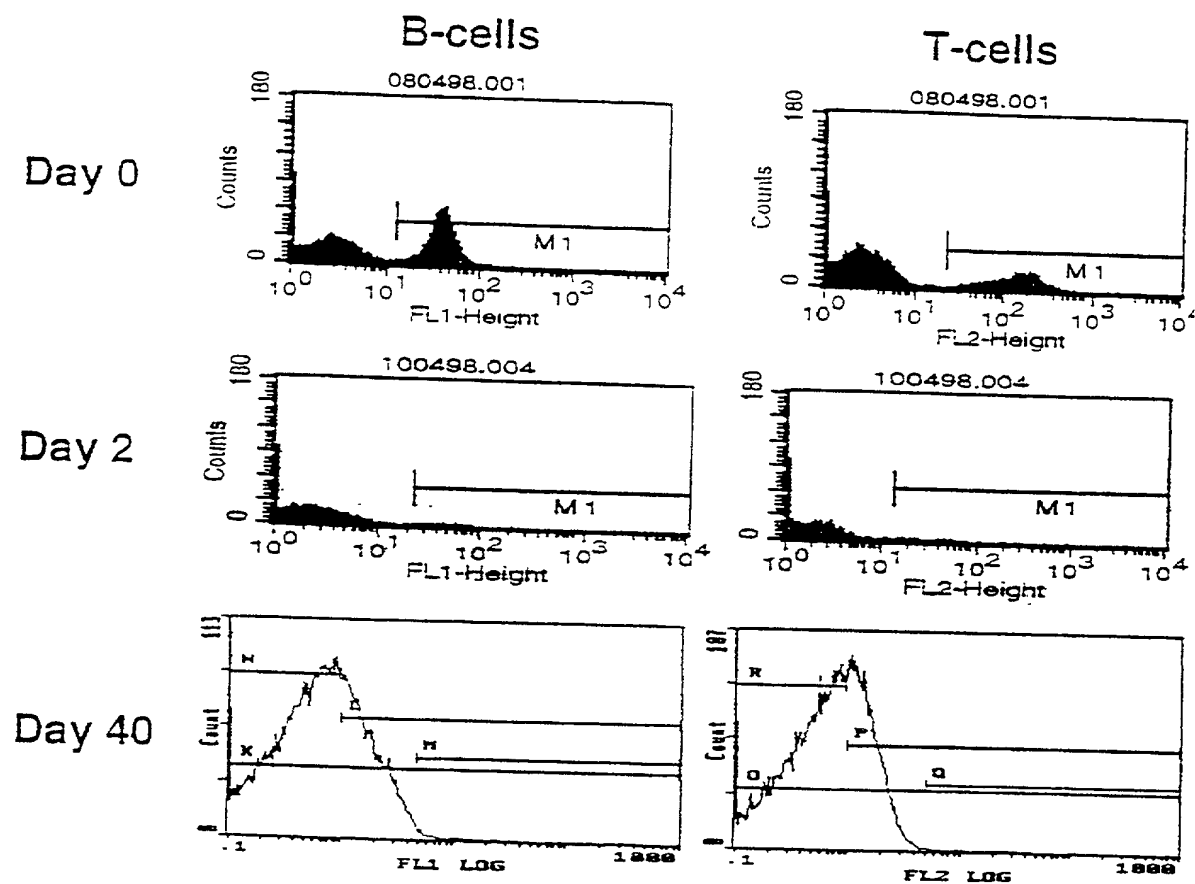 B-cells
T-cells
Day 0
080498.001
180
Counts
0
10^0 10^1 10^2 10^3 10^4
M1
FL1-Height
080498.001
180
Counts
0
10^0 10^1 10^2 10^3 10^4
M1
FL2-Height
Day 2
100498.004
180
Counts
0
10^0 10^1 10^2 10^3 10^4
M1
FL1-Height
100498.004
180
Counts
0
10^0 10^1 10^2 10^3 10^4
M1
FL2-Height
Day 40
Count
K
M
.1 1000
FL1 LOG
Count
.1 1000
FL2 LOG